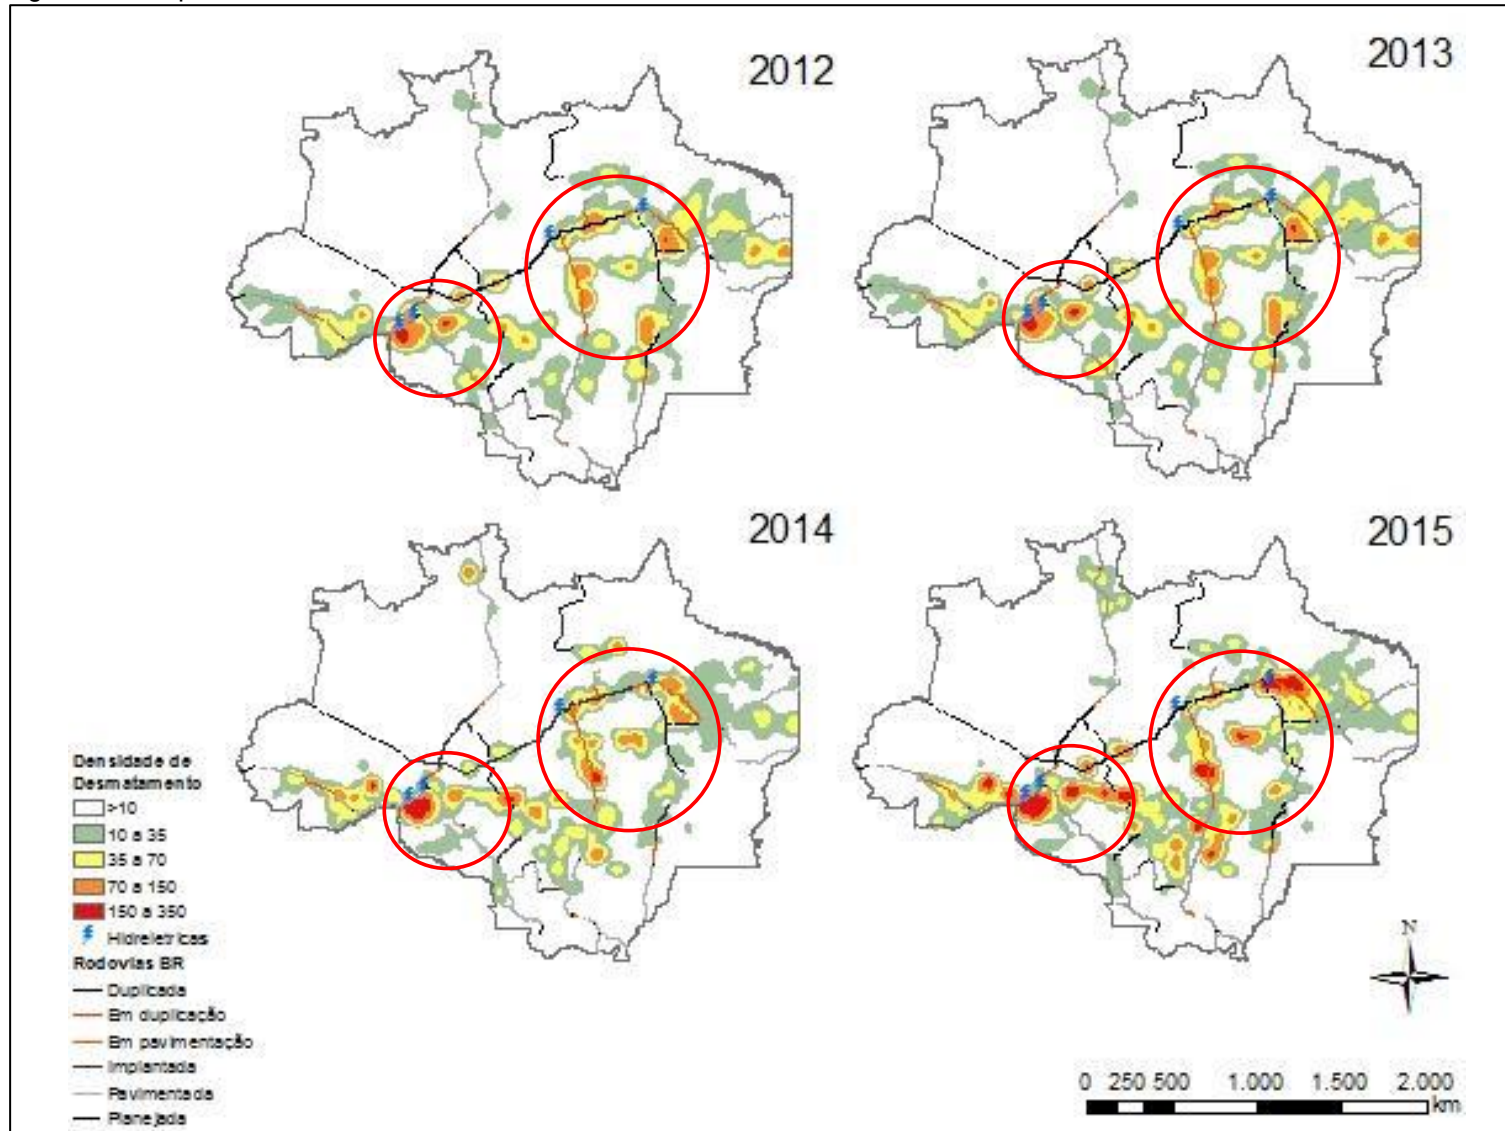 2012
2013
2014
2015
Densidade de
Desmatamento
>10
10 a 35
35 a 70
70 a 150
150 a 350
Hidreletricas
Rodovias BR
Duplicada
Em duplicação
Em pavimentação
Implantada
Pavimentada
Planejada
N
0 250 500 1.000 1.500 2.000
km